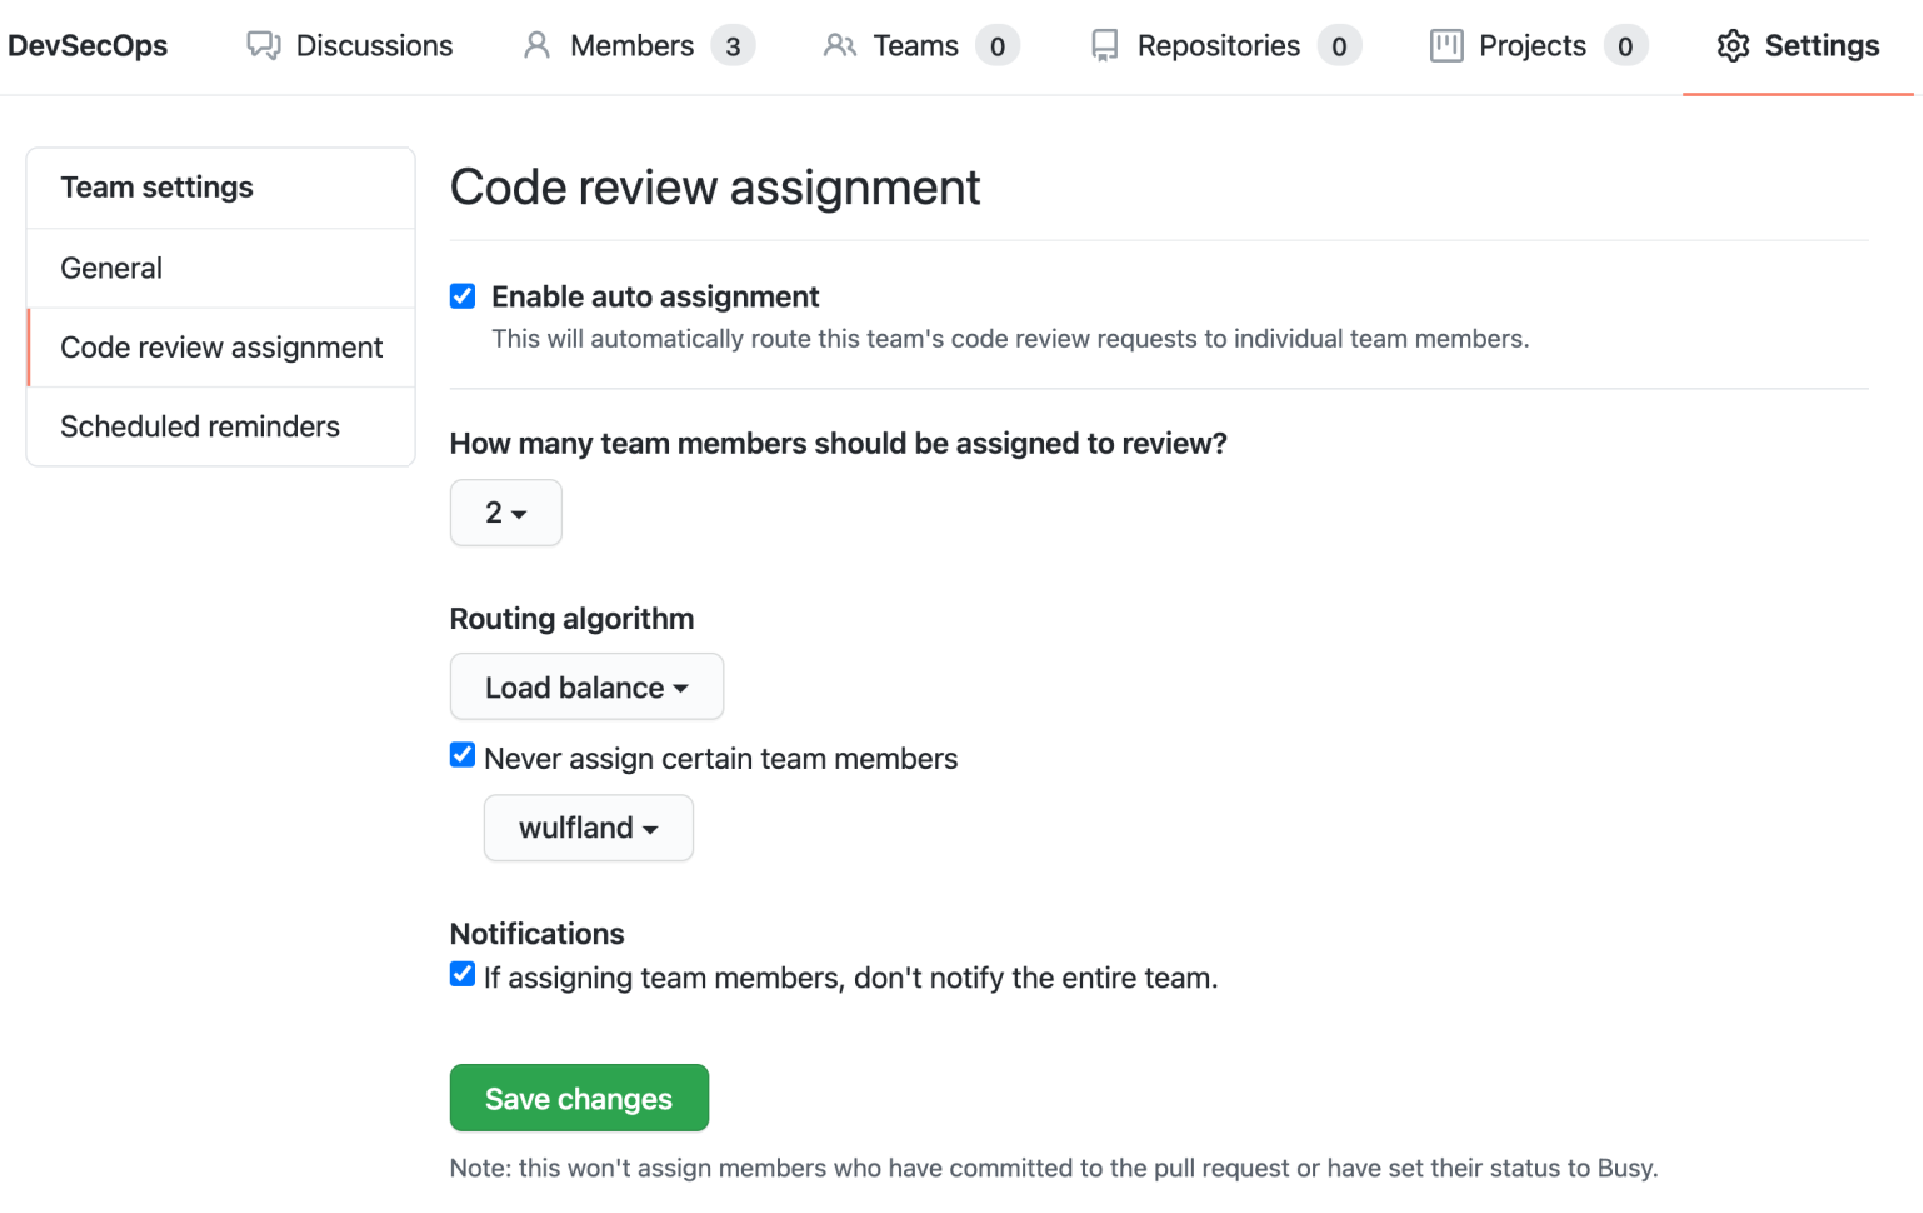 DevSecOps Discussions Members 3 Teams 0 Repositories 0 Projects 0 Settings
Team settings
General
Code review assignment
Scheduled reminders
Code review assignment
Enable auto assignment
This will automatically route this team's code review requests to individual team members.
How many team members should be assigned to review?
2
Routing algorithm
Load balance
Never assign certain team members
wulfland
Notifications
If assigning team members, don't notify the entire team.
Save changes
Note: this won't assign members who have committed to the pull request or have set their status to Busy.